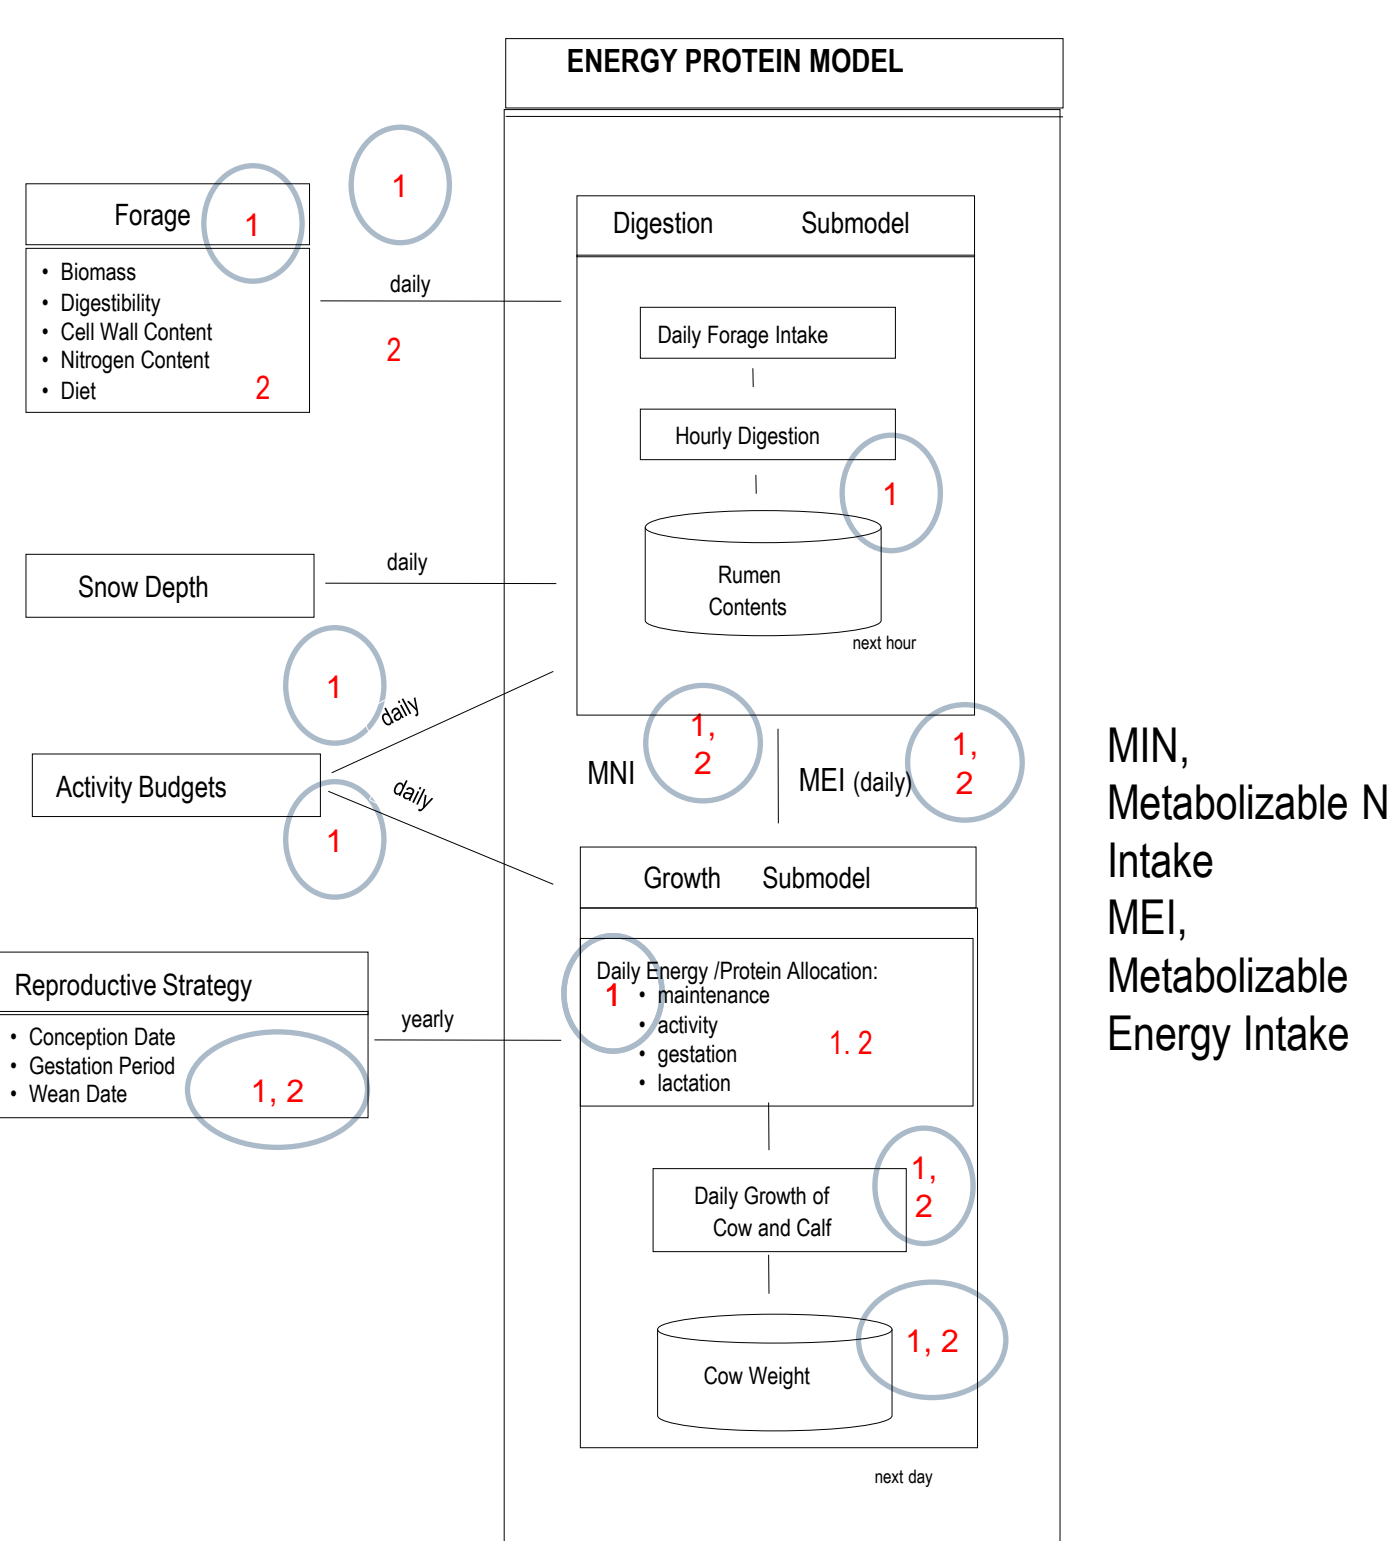 ENERGY PROTEIN MODEL
1
Forage 1
• Biomass
• Digestibility
• Cell Wall Content
• Nitrogen Content
• Diet 2
daily
2
Digestion Submodel
Daily Forage Intake
Hourly Digestion
1
Rumen
Contents
next hour
Snow Depth
daily
1
daily
Activity Budgets
daily
1
MNI
1,
2
MEI (daily)
1,
2
MIN,
Metabolizable N
Intake
MEI,
Metabolizable
Energy Intake
Growth Submodel
Daily Energy /Protein Allocation:
1
• maintenance
• activity
• gestation
• lactation
1. 2
Reproductive Strategy
• Conception Date
• Gestation Period
• Wean Date
1, 2
yearly
Daily Growth of
Cow and Calf
1,
2
Cow Weight
1, 2
next day